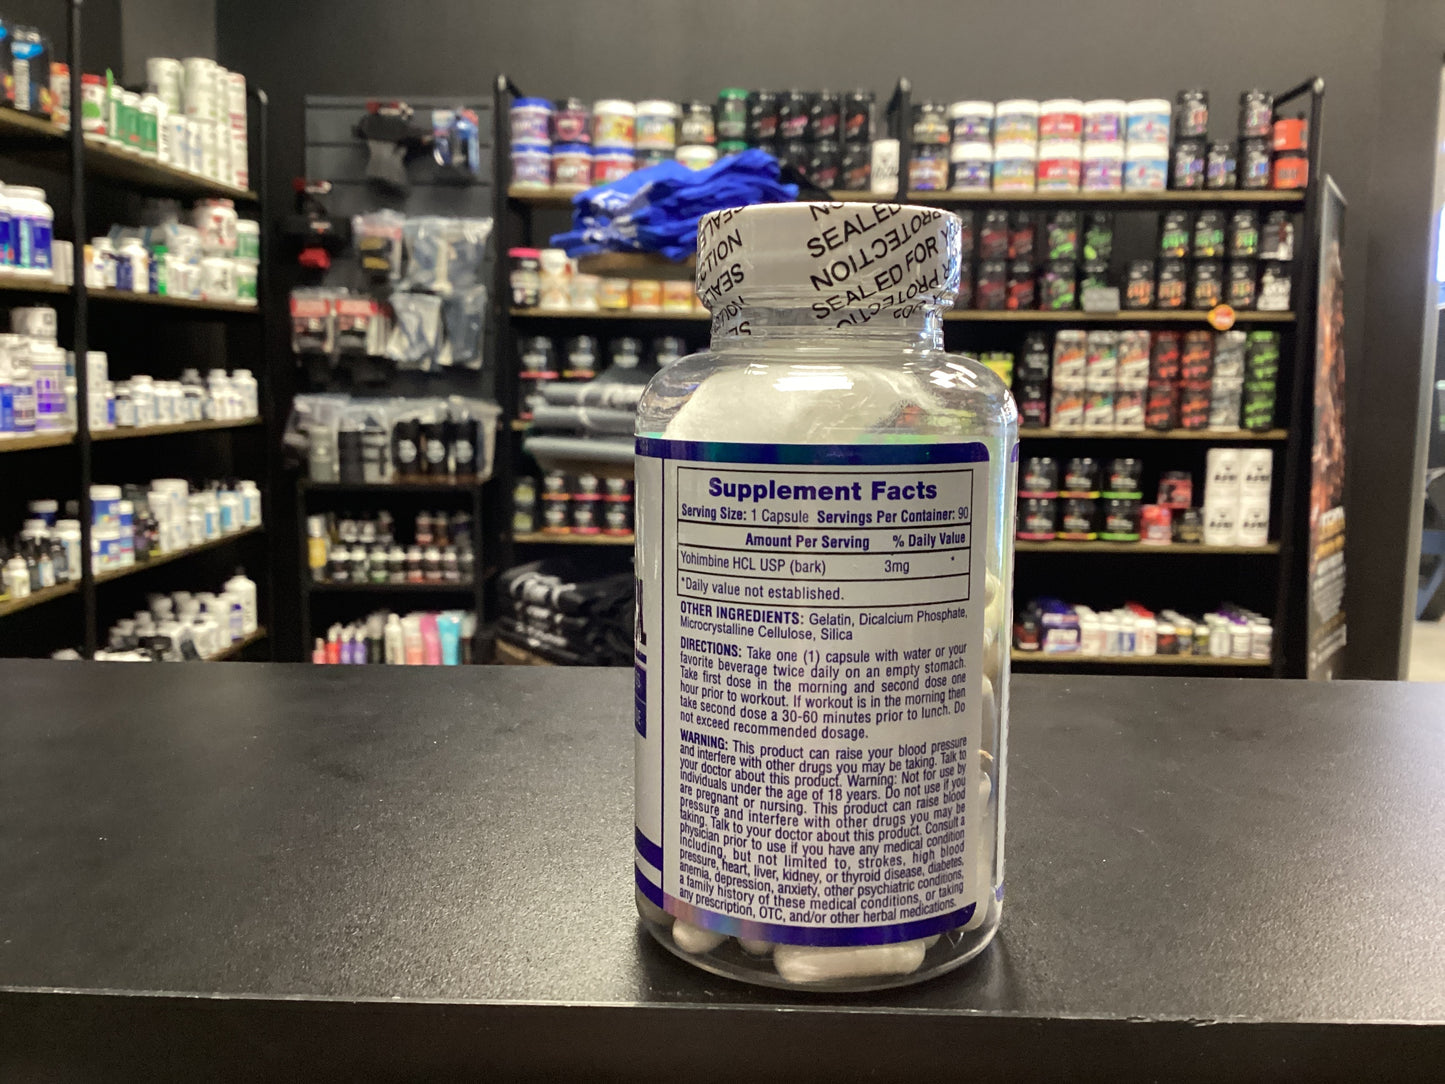 SEALED
NOITCETORP
SEALED FOR
Supplement Facts
Serving Size: 1 Capsule Servings Per Container: 90
Amount Per Serving % Daily Value
Yohimbine HCL USP (bark) 3mg *
*Daily value not established.
OTHER INGREDIENTS: Gelatin, Dicalcium Phosphate,
Microcrystalline Cellulose, Silica
DIRECTIONS: Take one (1) capsule with water or your
favorite beverage twice daily on an empty stomach.
Take first dose in the morning and second dose one
hour prior to workout. If workout is in the morning then
take second dose a 30-60 minutes prior to lunch. Do
not exceed recommended dosage.
WARNING: This product can raise your blood pressure
and interfere with other drugs you may be taking. Talk to
your doctor about this product. Warning: Not for use by
individuals under the age of 18 years. Do not use if you
are pregnant or nursing. This product can raise blood
pressure and interfere with other drugs you may be
taking. Talk to your doctor about this product. Consult a
physician prior to use if you have any medical condition
including, but not limited to, strokes, high blood
pressure, heart, liver, kidney, or thyroid disease, diabetes,
anemia, depression, anxiety, other psychiatric conditions,
a family history of these medical conditions, or taking
any prescription, OTC, and/or other herbal medications.